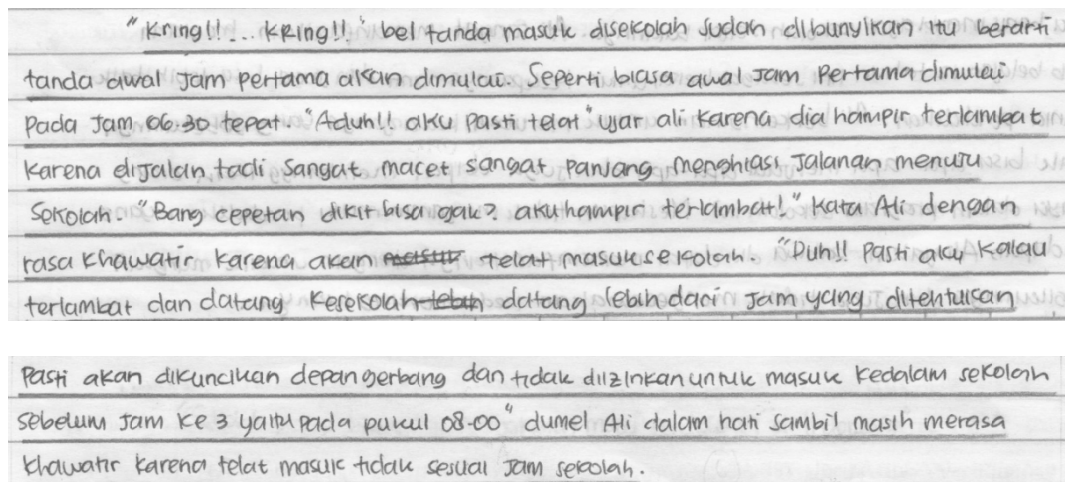 "Kring!!... kRing!!," bel tanda masuk disekolah sudah dibunyikan itu berarti
tanda awal jam pertama akan dimulai. Seperti biasa awal jam pertama dimulai
pada jam 06.30 tepat. "Aduh!! aku pasti telat" ujar ali karena dia hampir terlambat
karena dijalan tadi sangat macet sangat panjang menghiasi jalanan menuju
sekolah. "Bang cepetan dikit bisa gak? aku hampir terlambat!" kata Ali dengan
rasa khawatir karena akan telat masuk sekolah. "Duh!! Pasti aku kalau
terlambat dan datang kesekolah lebih datang lebih dari jam yang ditentukan
Pasti akan dikuncikan depan gerbang dan tidak diizinkan untuk masuk kedalam sekolah
sebelum jam ke 3 yaitu pada pukul 08.00" dumel Ali dalam hati sambil masih merasa
khawatir karena telat masuk tidak sesuai jam sekolah.